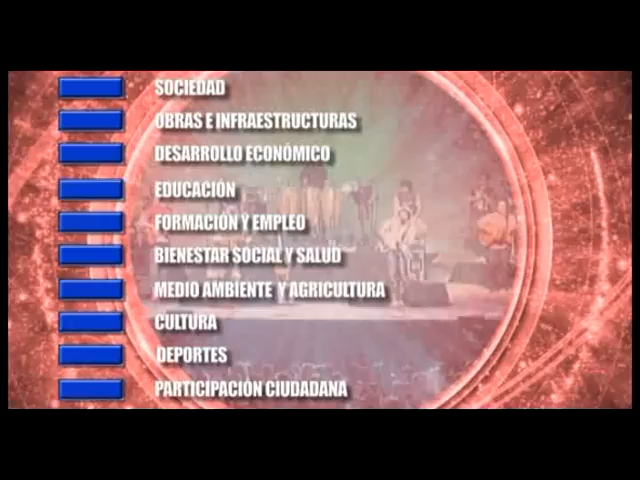 SOCIEDAD
OBRAS E INFRAESTRUCTURAS
DESARROLLO ECONÓMICO
EDUCACIÓN
FORMACIÓN Y EMPLEO
BIENESTAR SOCIAL Y SALUD
MEDIO AMBIENTE Y AGRICULTURA
CULTURA
DEPORTES
PARTICIPACIÓN CIUDADANA